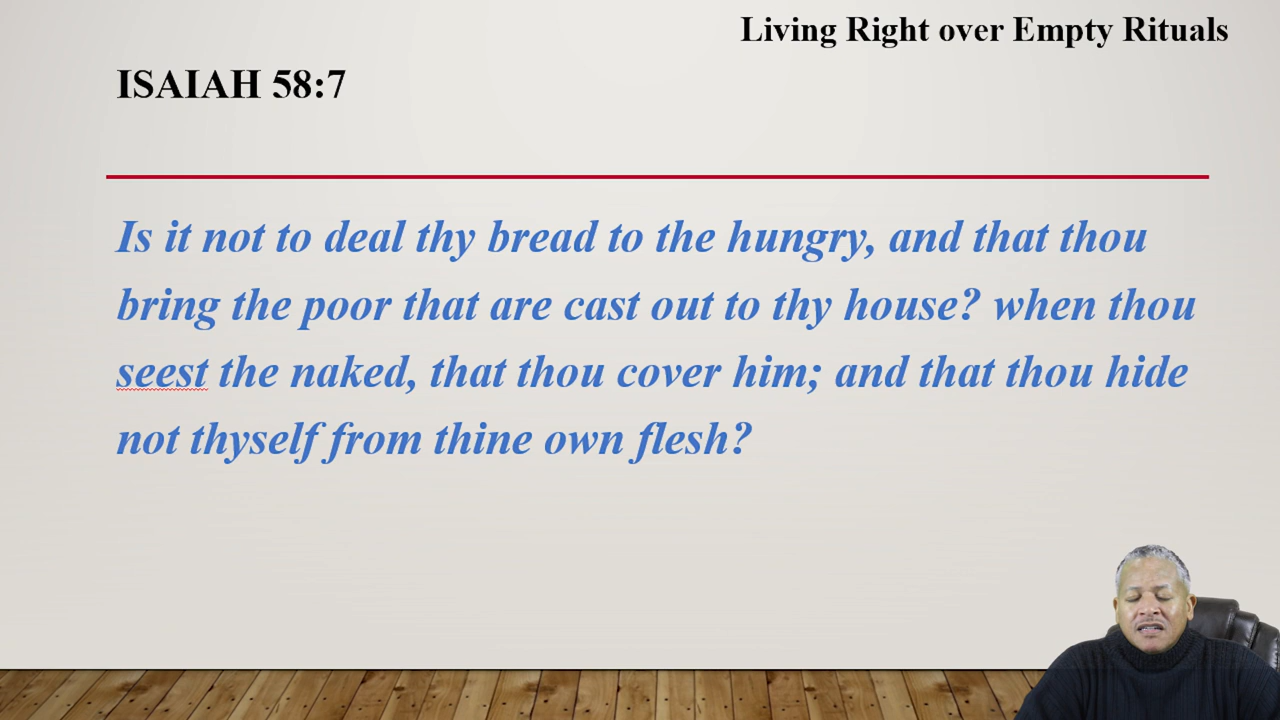 Living Right over Empty Rituals
ISAIAH 58:7
Is it not to deal thy bread to the hungry, and that thou
bring the poor that are cast out to thy house? when thou
seest the naked, that thou cover him; and that thou hide
not thyself from thine own flesh?